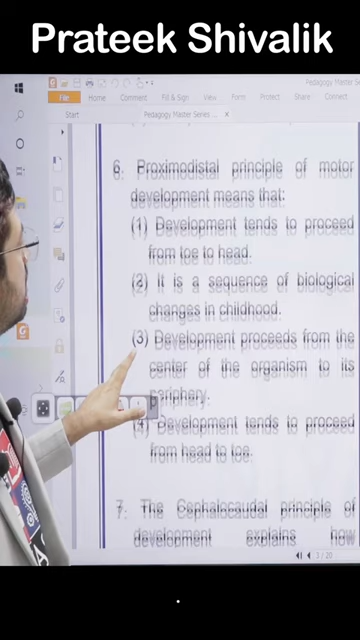 Prateek Shivalik
File Home Comment Fill & Sign View Form Protect Share Connect
Start Pedagogy Master Series ... ×
6. Proximodistal principle of motor
development means that:
(1) Development tends to proceed
from toe to head.
(2) It is a sequence of biological
changes in childhood.
(3) Development proceeds from the
center of the organism to its
periphery.
(4) Development tends to proceed
from head to toe.
7. The Cephalocaudal principle of
development explains how